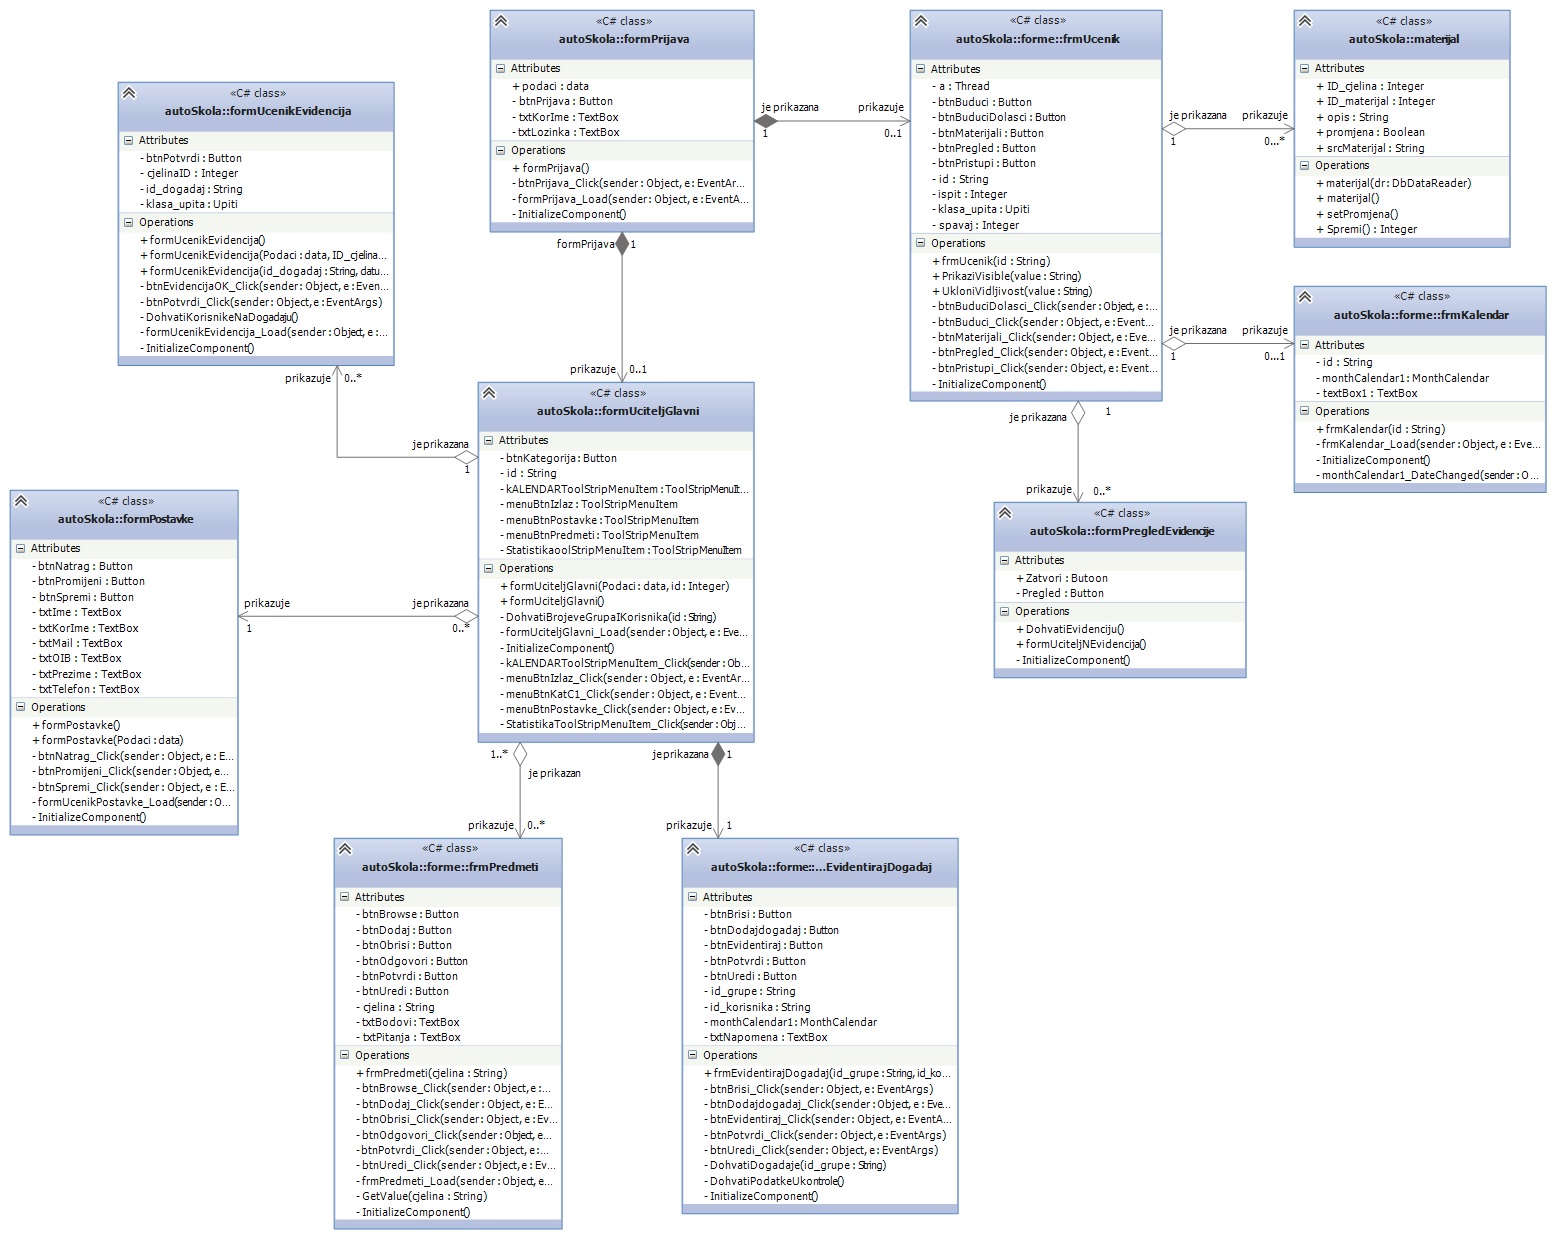 «C# class»
autoSkola::formPrijava
Attributes
+ podaci : data
- btnPrijava : Button
- txtKorIme : TextBox
- txtLozinka : TextBox
Operations
+ formPrijava()
- btnPrijava_Click(sender : Object, e : EventAr...
- formPrijava_Load(sender : Object, e : EventA...
- InitializeComponent()
je prikazana
prikazuje
1
0..1
«C# class»
autoSkola::forme::frmUcenik
Attributes
- a : Thread
- btnBuduci : Button
- btnBuduciDolasci : Button
- btnMaterijali : Button
- btnPregled : Button
- btnPristupi : Button
- id : String
- ispit : Integer
- klasa_upita : Upiti
- spavaj : Integer
Operations
+ frmUcenik(id : String)
+ PrikaziVisible(value : String)
+ UkloniVidljivost(value : String)
- btnBuduciDolasci_Click(sender : Object, e :...
- btnBuduci_Click(sender : Object, e : Event...
- btnMaterijali_Click(sender : Object, e : Eve...
- btnPregled_Click(sender : Object, e : Event...
- btnPristupi_Click(sender : Object, e : Event...
- InitializeComponent()
je prikazana
prikazuje
1
0...*
«C# class»
autoSkola::materijal
Attributes
+ ID_cjelina : Integer
+ ID_materijal : Integer
+ opis : String
+ promjena : Boolean
+ srcMaterijal : String
Operations
+ materijal(dr : DbDataReader)
+ materijal()
+ setPromjena()
+ Spremi() : Integer
je prikazana
prikazuje
1
0...1
«C# class»
autoSkola::forme::frmKalendar
Attributes
- id : String
- monthCalendar1 : MonthCalendar
- textBox1 : TextBox
Operations
+ frmKalendar(id : String)
- frmKalendar_Load(sender : Object, e : Eve...
- InitializeComponent()
- monthCalendar1_DateChanged(sender : O...
je prikazana
1
prikazuje
0..*
«C# class»
autoSkola::formPregledEvidencije
Attributes
+ Zatvori : Butoon
- Pregled : Button
Operations
+ DohvatiEvidenciju()
+ formUciteljNEvidencija()
- InitializeComponent()
«C# class»
autoSkola::formUcenikEvidencija
Attributes
- btnPotvrdi : Button
- cjelinaID : Integer
- id_dogadaj : String
- klasa_upita : Upiti
Operations
+ formUcenikEvidencija()
+ formUcenikEvidencija(Podaci : data, ID_cjelina...
+ formUcenikEvidencija(id_dogadaj : String, datu...
- btnEvidencijaOK_Click(sender : Object, e : Even...
- btnPotvrdi_Click(sender : Object, e : EventArgs)
- DohvatiKorisnikeNaDogadaju()
- formUcenikEvidencija_Load(sender : Object, e :...
- InitializeComponent()
prikazuje
0..*
je prikazana
1
formPrijava
1
prikazuje
0..1
«C# class»
autoSkola::formUciteljGlavni
Attributes
- btnKategorija : Button
- id : String
- kALENDARToolStripMenuItem : ToolStripMenuIt...
- menuBtnIzlaz : ToolStripMenuItem
- menuBtnPostavke : ToolStripMenuItem
- menuBtnPredmeti : ToolStripMenuItem
- StatistikaoolStripMenuItem : ToolStripMenuItem
Operations
+ formUciteljGlavni(Podaci : data, id : Integer)
+ formUciteljGlavni()
- DohvatiBrojeveGrupaIKorisnika(id : String)
- formUciteljGlavni_Load(sender : Object, e : Eve...
- InitializeComponent()
- kALENDARToolStripMenuItem_Click(sender : Ob...
- menuBtnIzlaz_Click(sender : Object, e : EventAr...
- menuBtnKatC1_Click(sender : Object, e : Event...
- menuBtnPostavke_Click(sender : Object, e : Ev...
- StatistikaToolStripMenuItem_Click(sender : Obj...
prikazuje
1
je prikazana
0..*
«C# class»
autoSkola::formPostavke
Attributes
- btnNatrag : Button
- btnPromijeni : Button
- btnSpremi : Button
- txtIme : TextBox
- txtKorIme : TextBox
- txtMail : TextBox
- txtOIB : TextBox
- txtPrezime : TextBox
- txtTelefon : TextBox
Operations
+ formPostavke()
+ formPostavke(Podaci : data)
- btnNatrag_Click(sender : Object, e : E...
- btnPromijeni_Click(sender : Object, e...
- btnSpremi_Click(sender : Object, e : E...
- formUcenikPostavke_Load(sender : O...
- InitializeComponent()
1..*
je prikazan
prikazuje
0..*
je prikazana
1
prikazuje
1
«C# class»
autoSkola::forme::frmPredmeti
Attributes
- btnBrowse : Button
- btnDodaj : Button
- btnObrisi : Button
- btnOdgovori : Button
- btnPotvrdi : Button
- btnUredi : Button
- cjelina : String
- txtBodovi : TextBox
- txtPitanja : TextBox
Operations
+ frmPredmeti(cjelina : String)
- btnBrowse_Click(sender : Object, e :...
- btnDodaj_Click(sender : Object, e : E...
- btnObrisi_Click(sender : Object, e : Ev...
- btnOdgovori_Click(sender : Object, e...
- btnPotvrdi_Click(sender : Object, e :...
- btnUredi_Click(sender : Object, e : Ev...
- frmPredmeti_Load(sender : Object, e...
- GetValue(cjelina : String)
- InitializeComponent()
«C# class»
autoSkola::forme::...EvidentirajDogadaj
Attributes
- btnBrisi : Button
- btnDodajdogadaj : Button
- btnEvidentiraj : Button
- btnPotvrdi : Button
- btnUredi : Button
- id_grupe : String
- id_korisnika : String
- monthCalendar1 : MonthCalendar
- txtNapomena : TextBox
Operations
+ frmEvidentirajDogadaj(id_grupe : String, id_ko...
- btnBrisi_Click(sender : Object, e : EventArgs)
- btnDodajdogadaj_Click(sender : Object, e : Eve...
- btnEvidentiraj_Click(sender : Object, e : EventA...
- btnPotvrdi_Click(sender : Object, e : EventArgs)
- btnUredi_Click(sender : Object, e : EventArgs)
- DohvatiDogadaje(id_grupe : String)
- DohvatiPodatkeUkontrole()
- InitializeComponent()